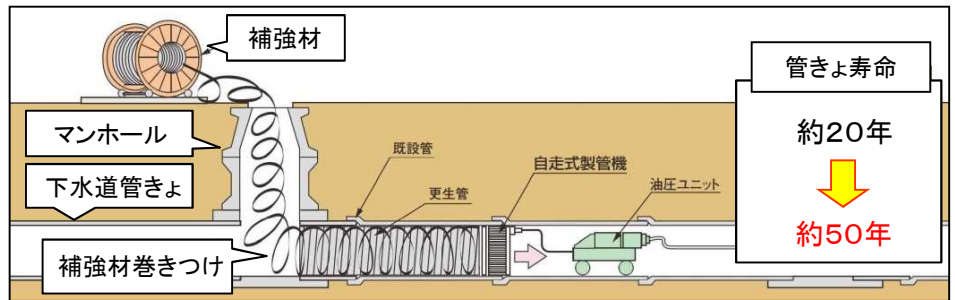 補強材
管きょ寿命
マンホール
約20年
既設管
自走式製管機
下水道管きょ
更生管
油圧ユニット
約50年
補強材巻きつけ